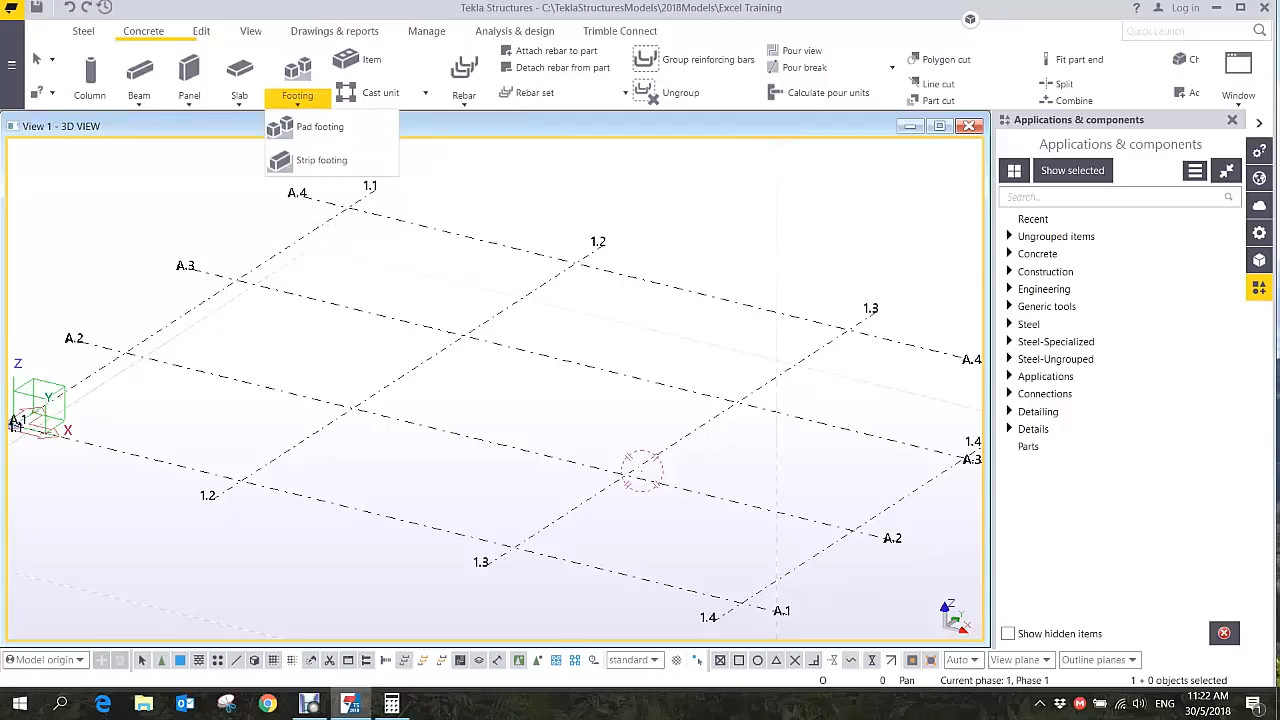 Tekla Structures - C:\TeklaStructuresModels\2018Models\Excel Training
Log in
Steel Concrete Edit View Drawings & reports Manage Analysis & design Trimble Connect
Quick Launch
Column Beam Panel Slab Footing Item Cast unit Rebar
Attach rebar to part
Detach rebar from part
Rebar set
Group reinforcing bars
Ungroup
Pour view
Pour break
Calculate pour units
Polygon cut
Line cut
Part cut
Fit part end
Split
Combine
Window
Pad footing
Strip footing
View 1 - 3D VIEW
Applications & components
Applications & components
Show selected
Search...
Recent
Ungrouped items
Concrete
Construction
Engineering
Generic tools
Steel
Steel-Specialized
Steel-Ungrouped
Applications
Connections
Detailing
Details
Parts
Show hidden items
A.4 1.1
1.2
A.3
1.3
A.2
A.4
Z
Y
X
A.1
1.1
1.4
A.3
1.2
A.2
1.3
A.1
1.4
Z
Y
X
Model origin
standard
Auto
View plane
Outline planes
O 0 Pan Current phase: 1, Phase 1 1 + 0 objects selected
ENG
11:22 AM
30/5/2018